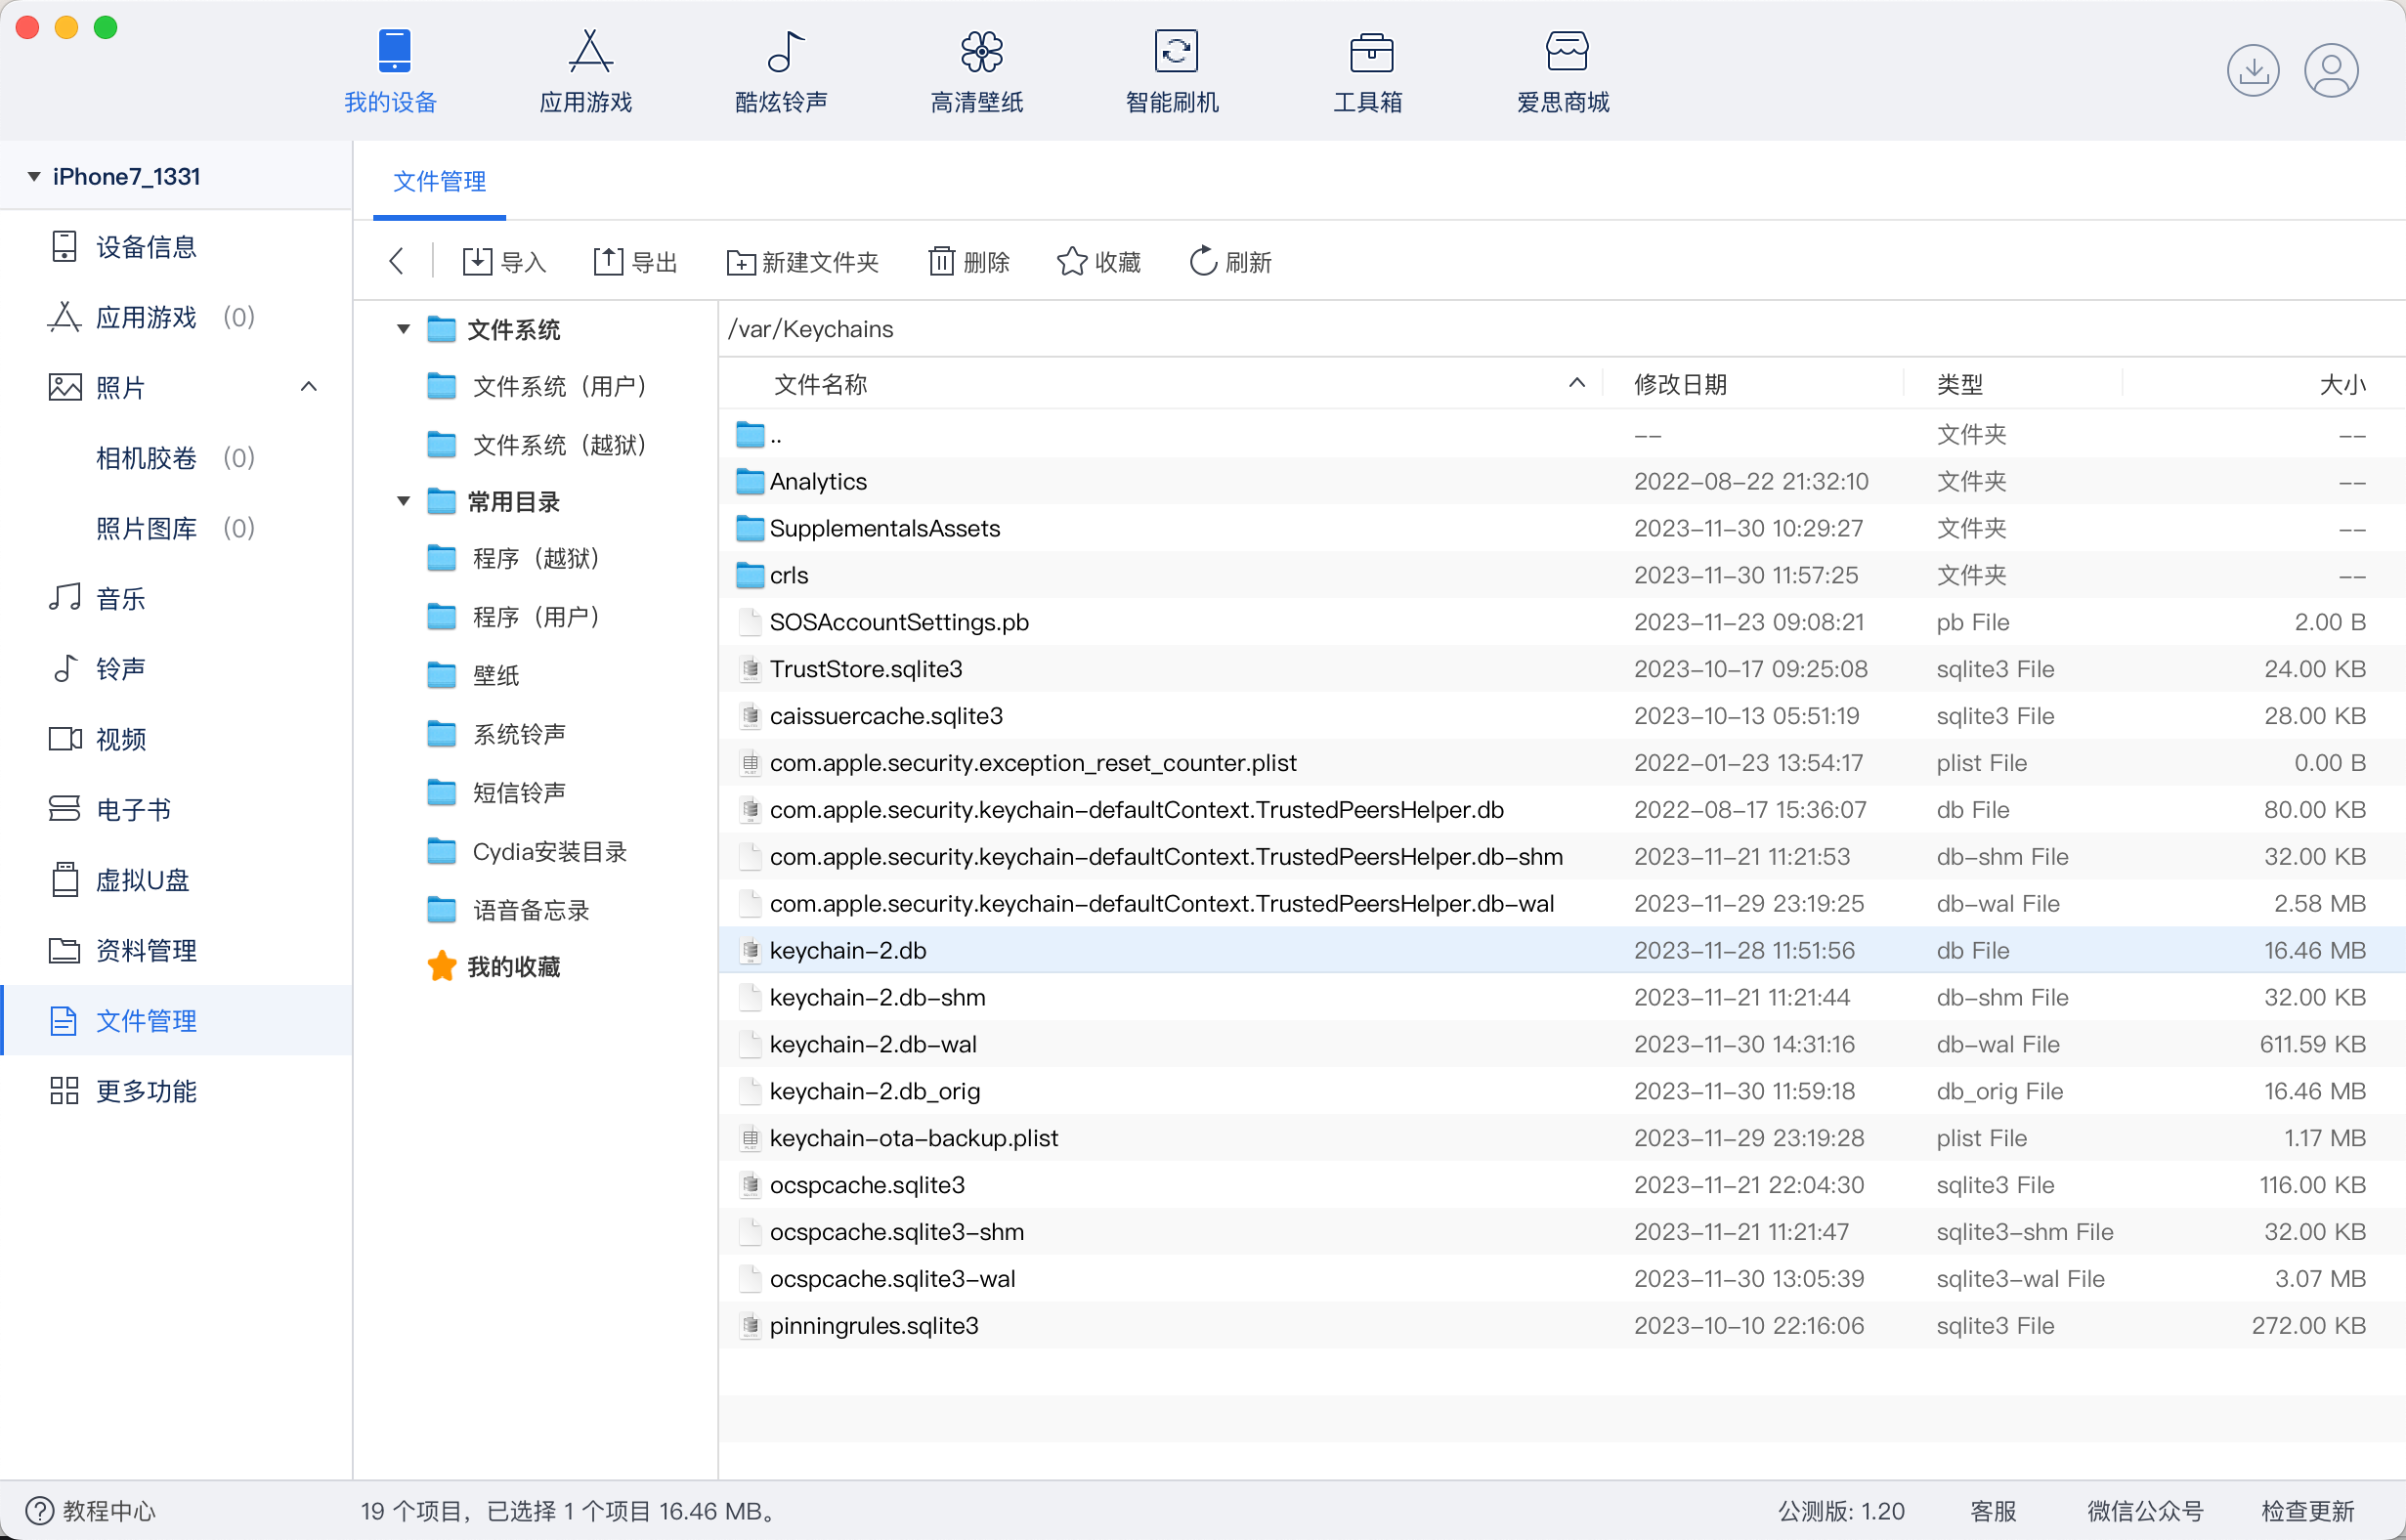 我的设备 应用游戏 酷炫铃声 高清壁纸 智能刷机 工具箱 爱思商城
iPhone7_1331
设备信息
应用游戏 (0)
照片
相机胶卷 (0)
照片图库 (0)
音乐
铃声
视频
电子书
虚拟U盘
资料管理
文件管理
更多功能
文件管理
导入 导出 新建文件夹 删除 收藏 刷新
文件系统
文件系统（用户）
文件系统（越狱）
常用目录
程序（越狱）
程序（用户）
壁纸
系统铃声
短信铃声
Cydia安装目录
语音备忘录
我的收藏
/var/Keychains
文件名称 修改日期 类型 大小
.. -- 文件夹 --
Analytics 2022-08-22 21:32:10 文件夹 --
SupplementalsAssets 2023-11-30 10:29:27 文件夹 --
crls 2023-11-30 11:57:25 文件夹 --
SOSAccountSettings.pb 2023-11-23 09:08:21 pb File 2.00 B
TrustStore.sqlite3 2023-10-17 09:25:08 sqlite3 File 24.00 KB
caissuercache.sqlite3 2023-10-13 05:51:19 sqlite3 File 28.00 KB
com.apple.security.exception_reset_counter.plist 2022-01-23 13:54:17 plist File 0.00 B
com.apple.security.keychain-defaultContext.TrustedPeersHelper.db 2022-08-17 15:36:07 db File 80.00 KB
com.apple.security.keychain-defaultContext.TrustedPeersHelper.db-shm 2023-11-21 11:21:53 db-shm File 32.00 KB
com.apple.security.keychain-defaultContext.TrustedPeersHelper.db-wal 2023-11-29 23:19:25 db-wal File 2.58 MB
keychain-2.db 2023-11-28 11:51:56 db File 16.46 MB
keychain-2.db-shm 2023-11-21 11:21:44 db-shm File 32.00 KB
keychain-2.db-wal 2023-11-30 14:31:16 db-wal File 611.59 KB
keychain-2.db_orig 2023-11-30 11:59:18 db_orig File 16.46 MB
keychain-ota-backup.plist 2023-11-29 23:19:28 plist File 1.17 MB
ocspcache.sqlite3 2023-11-21 22:04:30 sqlite3 File 116.00 KB
ocspcache.sqlite3-shm 2023-11-21 11:21:47 sqlite3-shm File 32.00 KB
ocspcache.sqlite3-wal 2023-11-30 13:05:39 sqlite3-wal File 3.07 MB
pinningrules.sqlite3 2023-10-10 22:16:06 sqlite3 File 272.00 KB
教程中心 19 个项目，已选择 1 个项目 16.46 MB。 公测版: 1.20 客服 微信公众号 检查更新